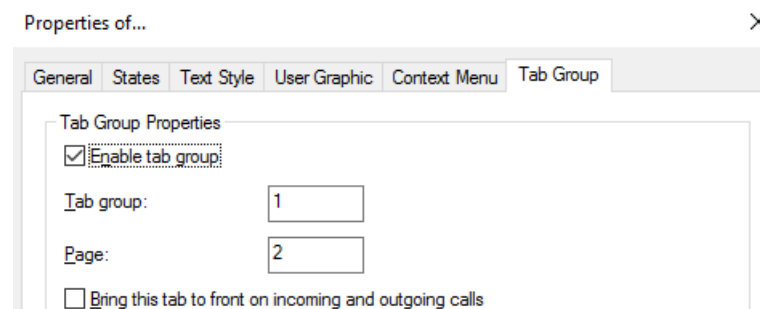 Properties of...
General States Text Style User Graphic Context Menu Tab Group
Tab Group Properties
Enable tab group
Tab group: 1
Page: 2
Bring this tab to front on incoming and outgoing calls